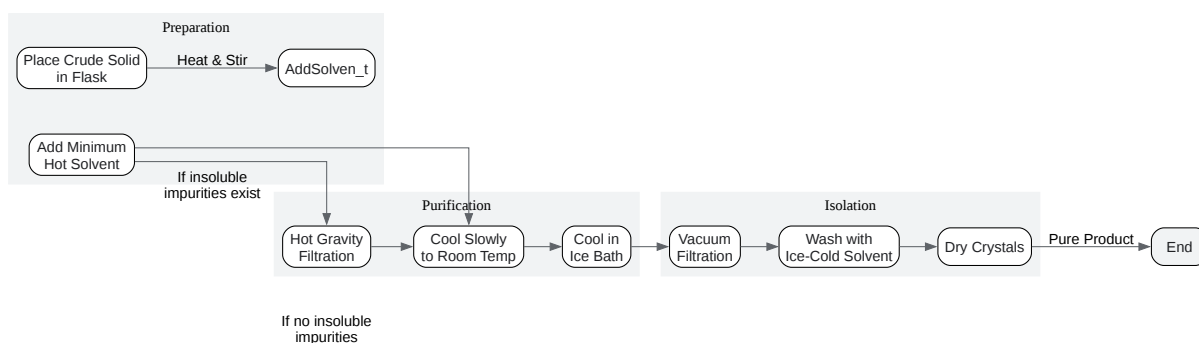 Preparation
Place Crude Solid
in Flask
Heat & Stir
AddSolven_t
Add Minimum
Hot Solvent
If insoluble
impurities exist
Purification
Isolation
Hot Gravity
Filtration
Cool Slowly
to Room Temp
Cool in
Ice Bath
Vacuum
Filtration
Wash with
Ice-Cold Solvent
Dry Crystals
Pure Product
End
If no insoluble
impurities